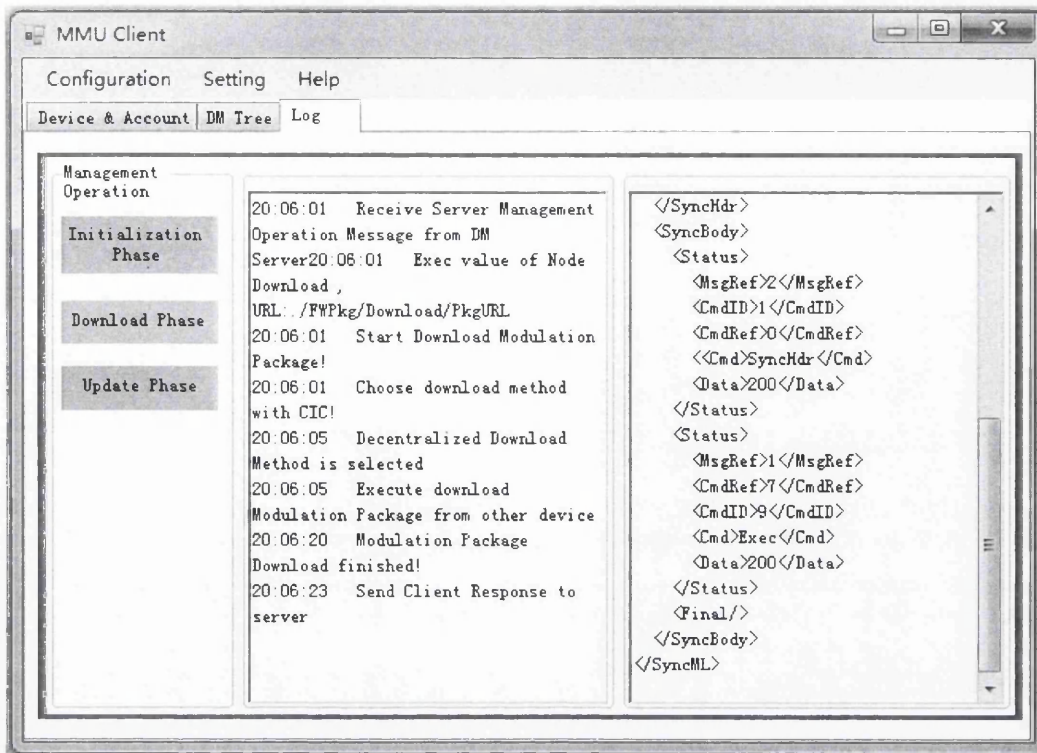 MMU Client
Configuration Setting Help
Device & Account DM Tree Log
Management
Operation
Initialization
Phase
Download Phase
Update Phase
20:06:01 Receive Server Management
Operation Message from DM
Server20:06:01 Exec value of Node
Download ,
URL:./FWPkg/Download/PkgURL
20:06:01 Start Download Modulation
Package!
20:06:01 Choose download method
with CIC!
20:06:05 Decentralized Download
Method is selected
20:06:05 Execute download
Modulation Package from other device
20:06:20 Modulation Package
Download finished!
20:06:23 Send Client Response to
server
</SyncHdr>
<SyncBody>
<Status>
<MsgRef>2</MsgRef>
<CmdID>1</CmdID>
<CmdRef>0</CmdRef>
<<Cmd>SyncHdr</Cmd>
<Data>200</Data>
</Status>
<Status>
<MsgRef>1</MsgRef>
<CmdRef>7</CmdRef>
<CmdID>9</CmdID>
<Cmd>Exec</Cmd>
<Data>200</Data>
</Status>
<Final/>
</SyncBody>
</SyncML>